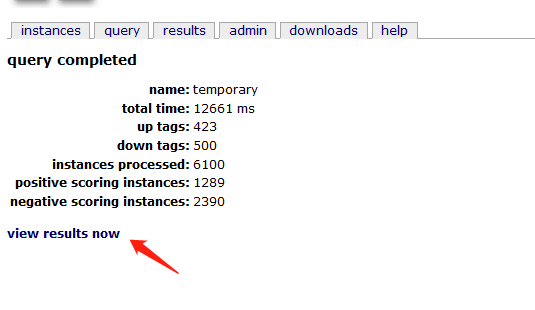 instances query results admin downloads help
query completed
name: temporary
total time: 12661 ms
up tags: 423
down tags: 500
instances processed: 6100
positive scoring instances: 1289
negative scoring instances: 2390
view results now